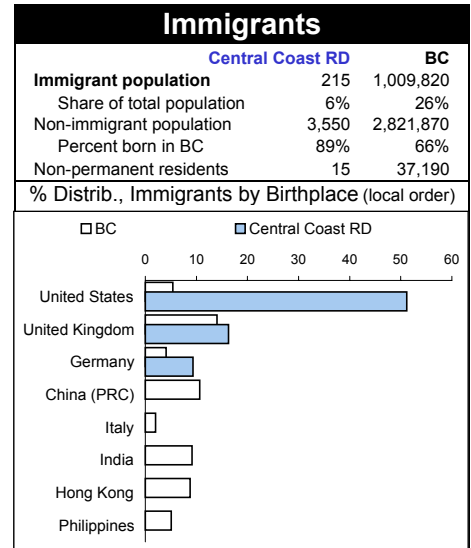 Immigrants
Central Coast RD BC
Immigrant population 215 1,009,820
Share of total population 6% 26%
Non-immigrant population 3,550 2,821,870
Percent born in BC 89% 66%
Non-permanent residents 15 37,190
% Distrib., Immigrants by Birthplace (local order)
BC Central Coast RD
0 10 20 30 40 50 60
United States
United Kingdom
Germany
China (PRC)
Italy
India
Hong Kong
Philippines